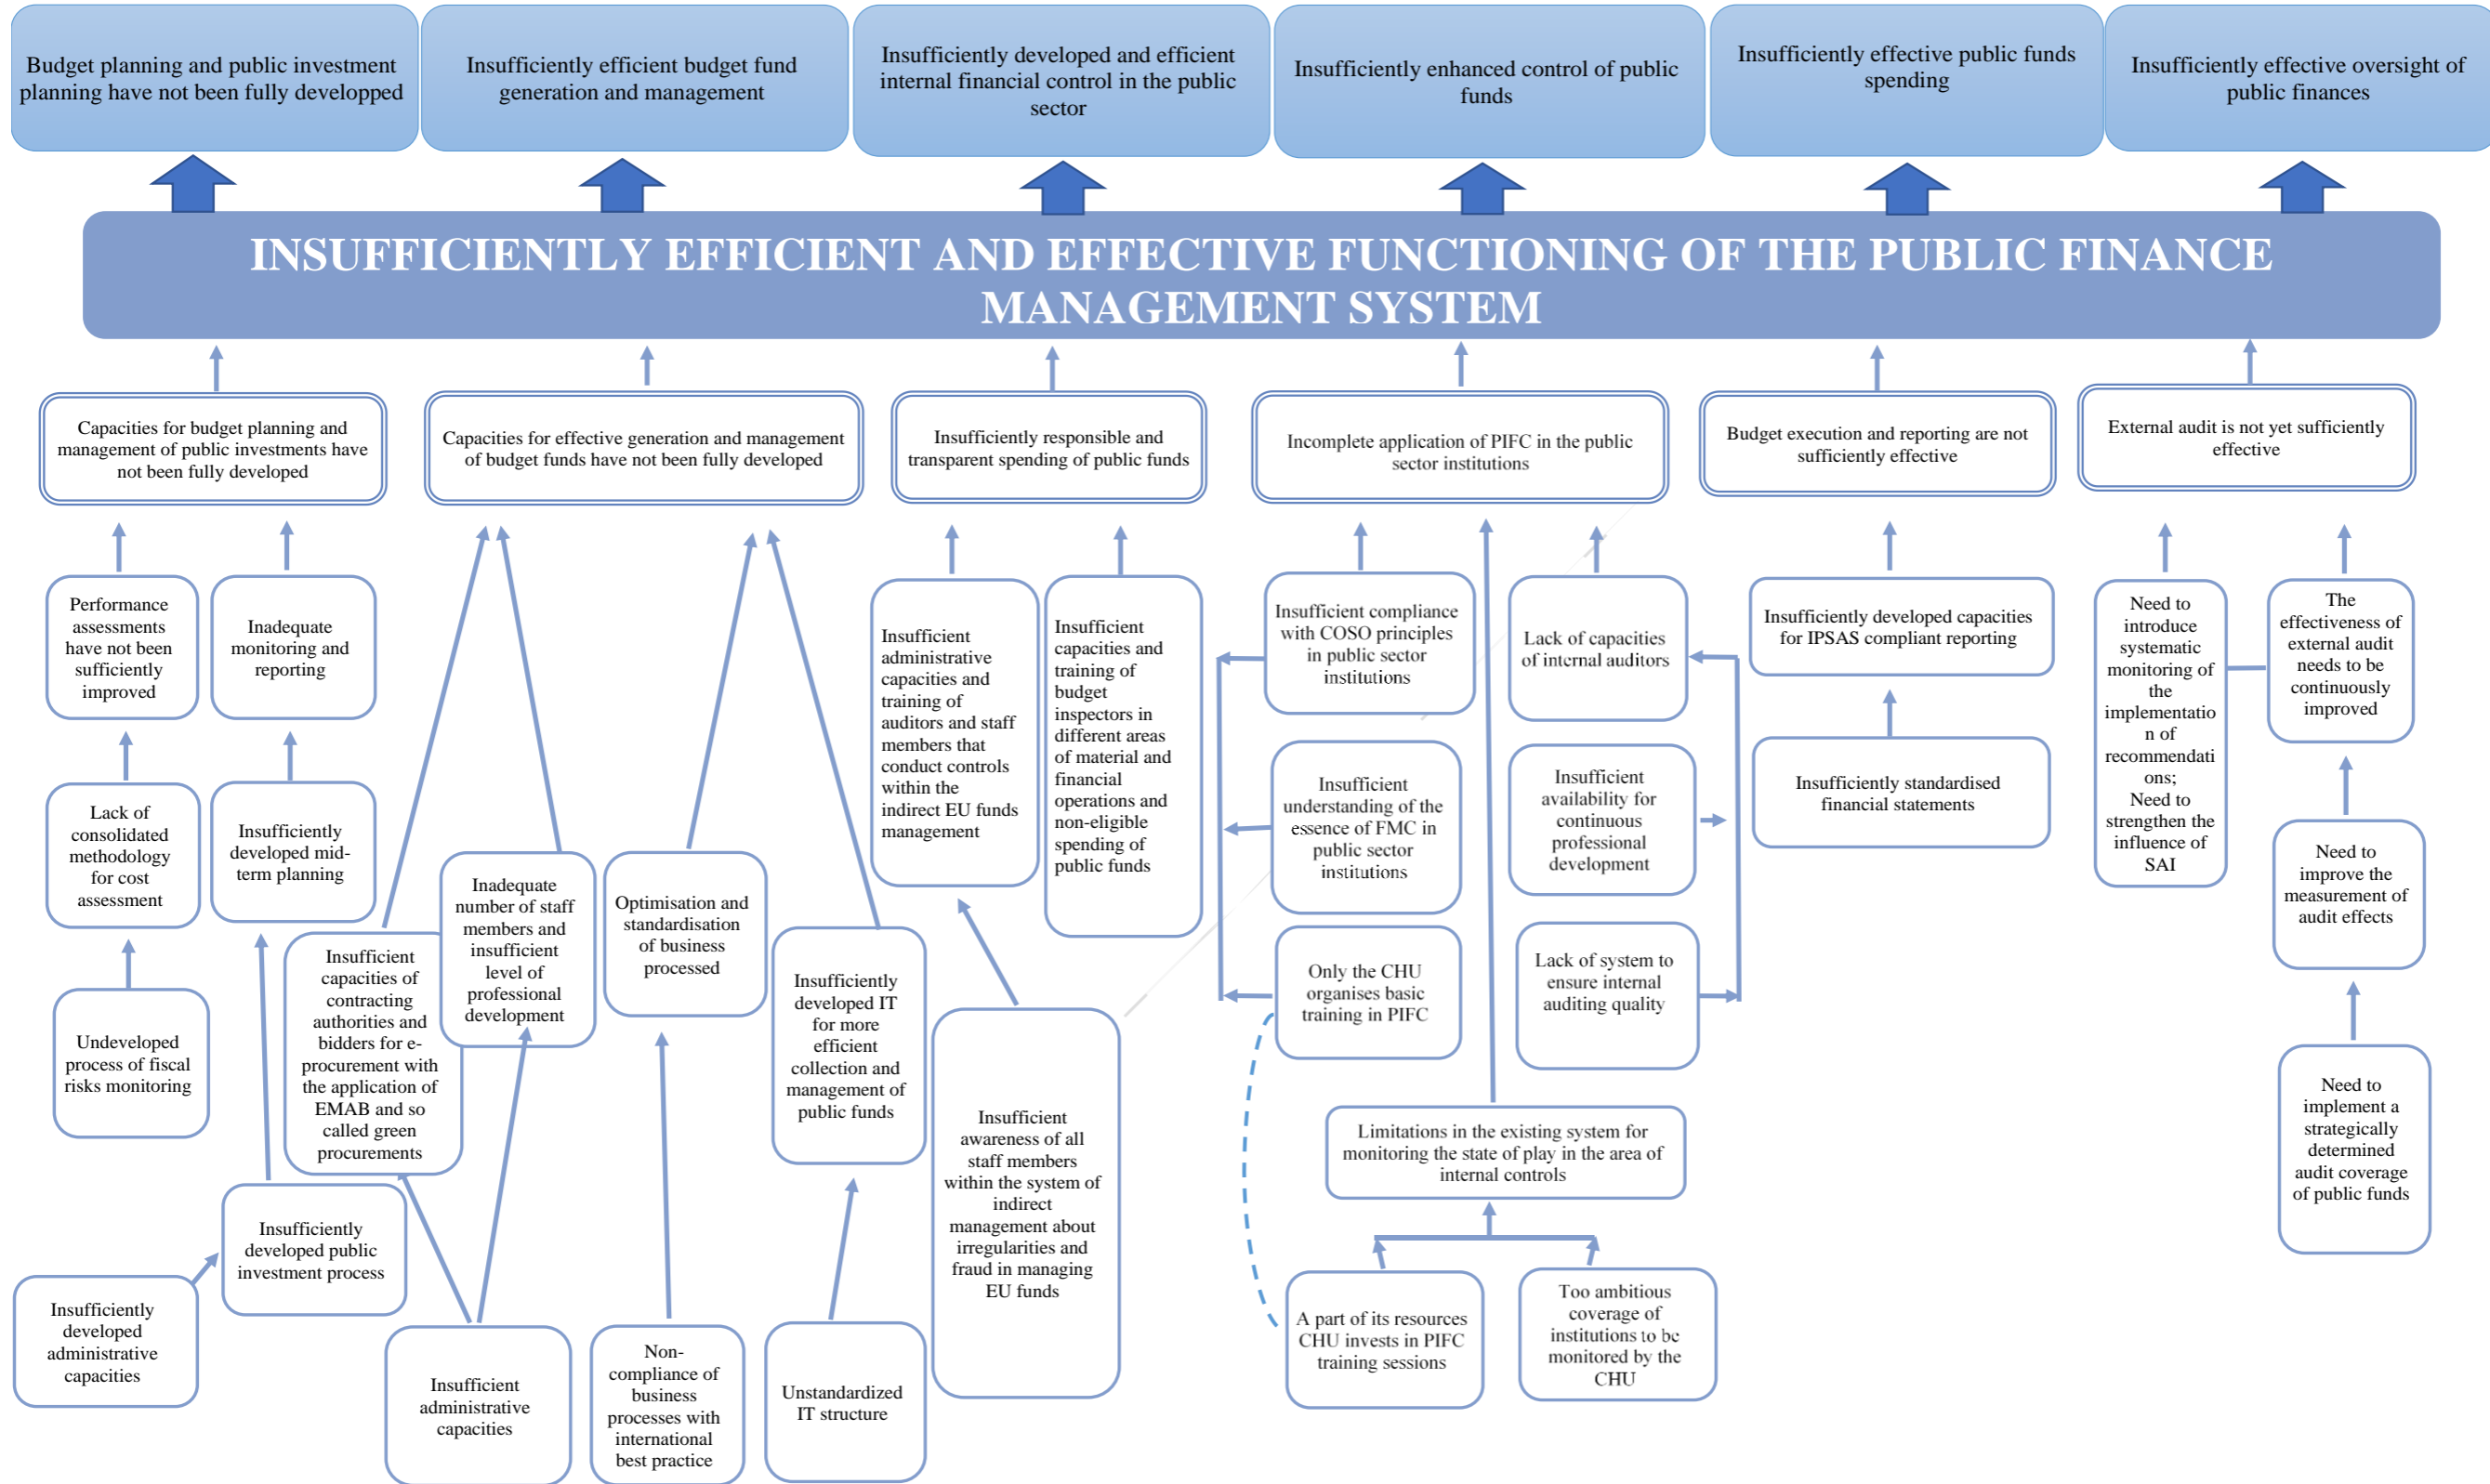 Budget planning and public investment
planning have not been fully developped
Insufficiently efficient budget fund
generation and management
Insufficiently developed and efficient
internal financial control in the public
sector
Insufficiently enhanced control of public
funds
Insufficiently effective public funds
spending
Insufficiently effective oversight of
public finances
INSUFFICIENTLY EFFICIENT AND EFFECTIVE FUNCTIONING OF THE PUBLIC FINANCE
MANAGEMENT SYSTEM
Capacities for budget planning and
management of public investments have
not been fully developed
Capacities for effective generation and management
of budget funds have not been fully developed
Insufficiently responsible and
transparent spending of public funds
Incomplete application of PIFC in the public
sector institutions
Budget execution and reporting are not
sufficiently effective
External audit is not yet sufficiently
effective
Performance
assessments
have not been
sufficiently
improved
Inadequate
monitoring and
reporting
Lack of
consolidated
methodology
for cost
assessment
Insufficiently
developed mid-
term planning
Undeveloped
process of fiscal
risks monitoring
Insufficiently
developed public
investment process
Insufficiently
developed
administrative
capacities
Insufficient
capacities of
contracting
authorities and
bidders for e-
procurement with
the application of
EMAB and so
called green
procurements
Inadequate
number of staff
members and
insufficient
level of
professional
development
Insufficient
administrative
capacities
Optimisation and
standardisation
of business
processed
Non-
compliance of
business
processes with
international
best practice
Insufficiently
developed IT
for more
efficient
collection and
management of
public funds
Unstandardized
IT structure
Insufficient
administrative
capacities and
training of
auditors and staff
members that
conduct controls
within the
indirect EU funds
management
Insufficient
capacities and
training of
budget
inspectors in
different areas
of material and
financial
operations and
non-eligible
spending of
public funds
Insufficient
awareness of all
staff members
within the system of
indirect
management about
irregularities and
fraud in managing
EU funds
Insufficient compliance
with COSO principles
in public sector
institutions
Insufficient
understanding of the
essence of FMC in
public sector
institutions
Only the CHU
organises basic
training in PIFC
Lack of capacities
of internal auditors
Insufficient
availability for
continuous
professional
development
Lack of system to
ensure internal
auditing quality
Limitations in the existing system for
monitoring the state of play in the area of
internal controls
A part of its resources
CHU invests in PIFC
training sessions
Too ambitious
coverage of
institutions to be
monitored by the
CHU
Insufficiently developed capacities
for IPSAS compliant reporting
Insufficiently standardised
financial statements
Need to
introduce
systematic
monitoring of
the
implementatio
n of
recommendati
ons;
Need to
strengthen the
influence of
SAI
The
effectiveness of
external audit
needs to be
continuously
improved
Need to
improve the
measurement of
audit effects
Need to
implement a
strategically
determined
audit coverage
of public funds